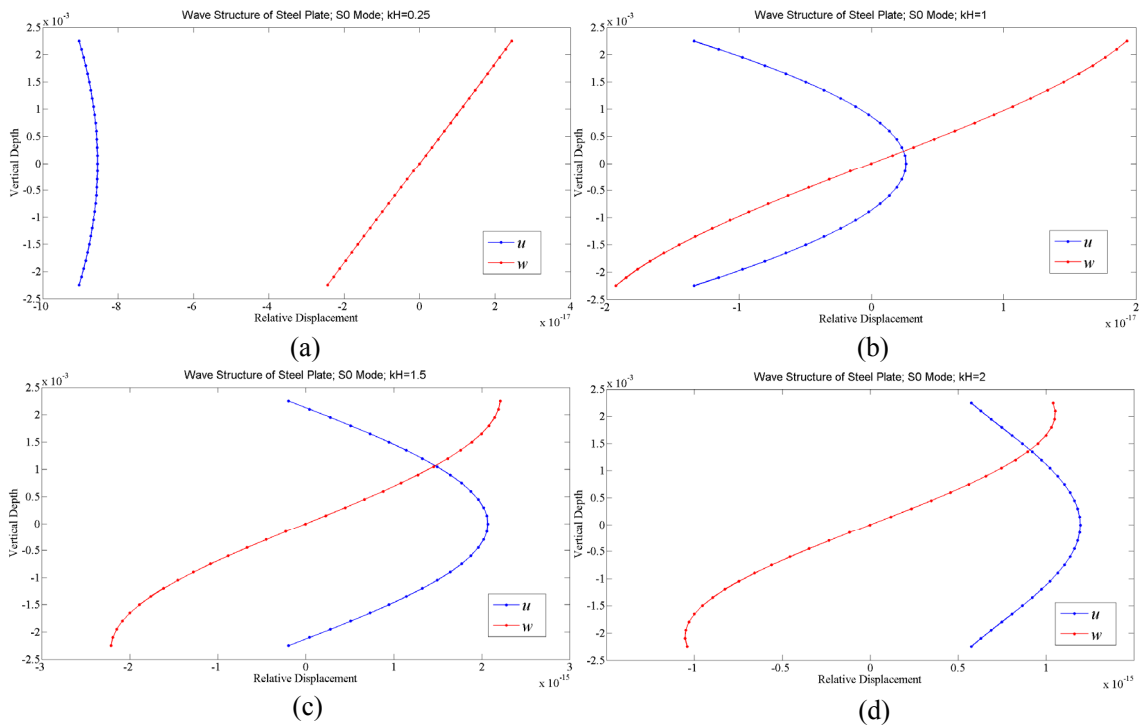 Wave Structure of Steel Plate; S0 Mode; kH=0.25
x 10 -3
2.5
2
1.5
1
0.5
0
-0.5
-1
-1.5
-2
2.5
Vertical Depth
u
w
-10 -8 -6 -4 -2 0 2 4
Relative Displacement
x 10 -15
(a)
Wave Structure of Steel Plate; S0 Mode; kH=1
x 10 -3
2.5
2
1.5
1
0.5
0
-0.5
-1
-1.5
-2
2.5
Vertical Depth
u
w
-2 -1 0 1 2
Relative Displacement
x 10 -17
(b)
Wave Structure of Steel Plate; S0 Mode; kH=1.5
x 10 -3
2.5
2
1.5
1
0.5
0
-0.5
-1
-1.5
-2
2.5
Vertical Depth
u
w
-3 -2 -1 0 1 2 3
Relative Displacement
x 10 -15
(c)
Wave Structure of Steel Plate; S0 Mode; kH=2
x 10 -3
2.5
2
1.5
1
0.5
0
-0.5
-1
-1.5
-2
2.5
Vertical Depth
u
w
-1 0 0.5 1
Relative Displacement
x 10 -15
(d)